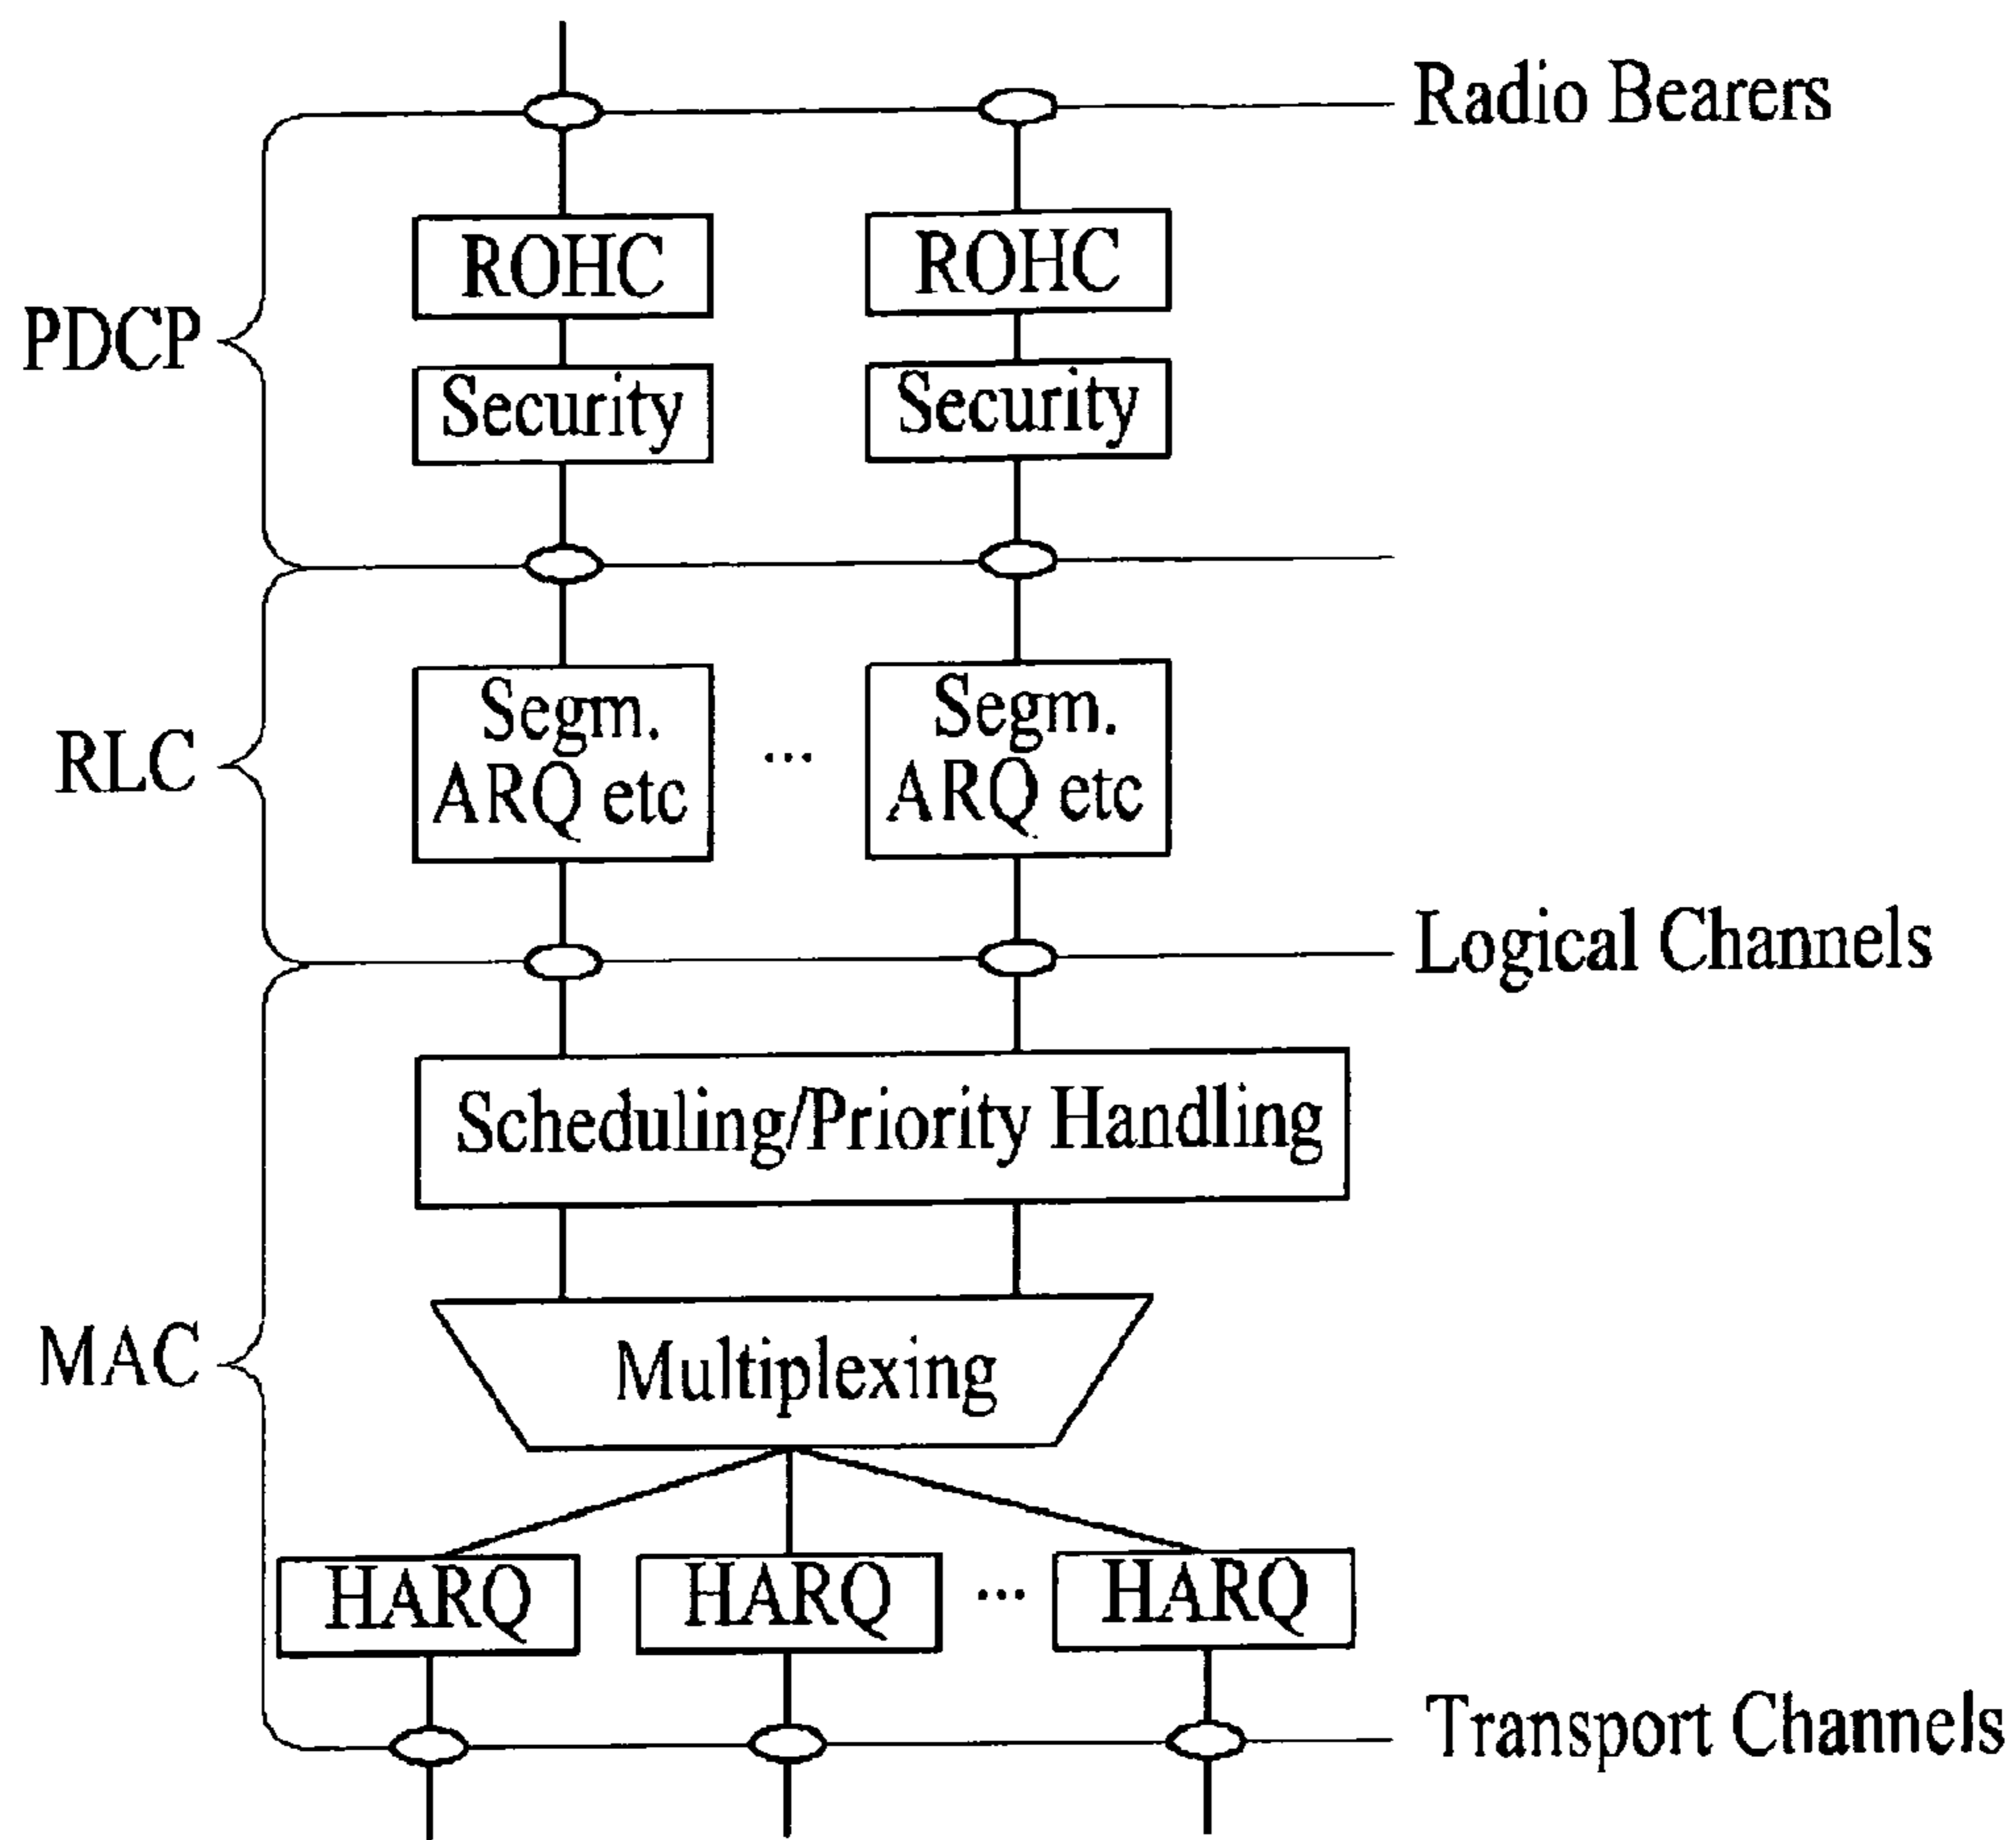 Radio Bearers
ROHC
ROHC
PDCP
Security
Security
Segm.
ARQ etc
...
Segm.
ARQ etc
RLC
Logical Channels
Scheduling/Priority Handling
Multiplexing
MAC
HARQ
HARQ
...
HARQ
Transport Channels